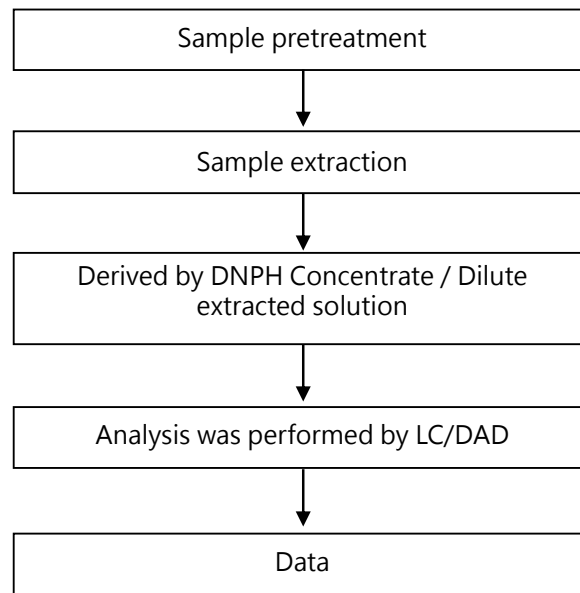 Sample pretreatment
Sample extraction
Derived by DNPH Concentrate / Dilute
extracted solution
Analysis was performed by LC/DAD
Data